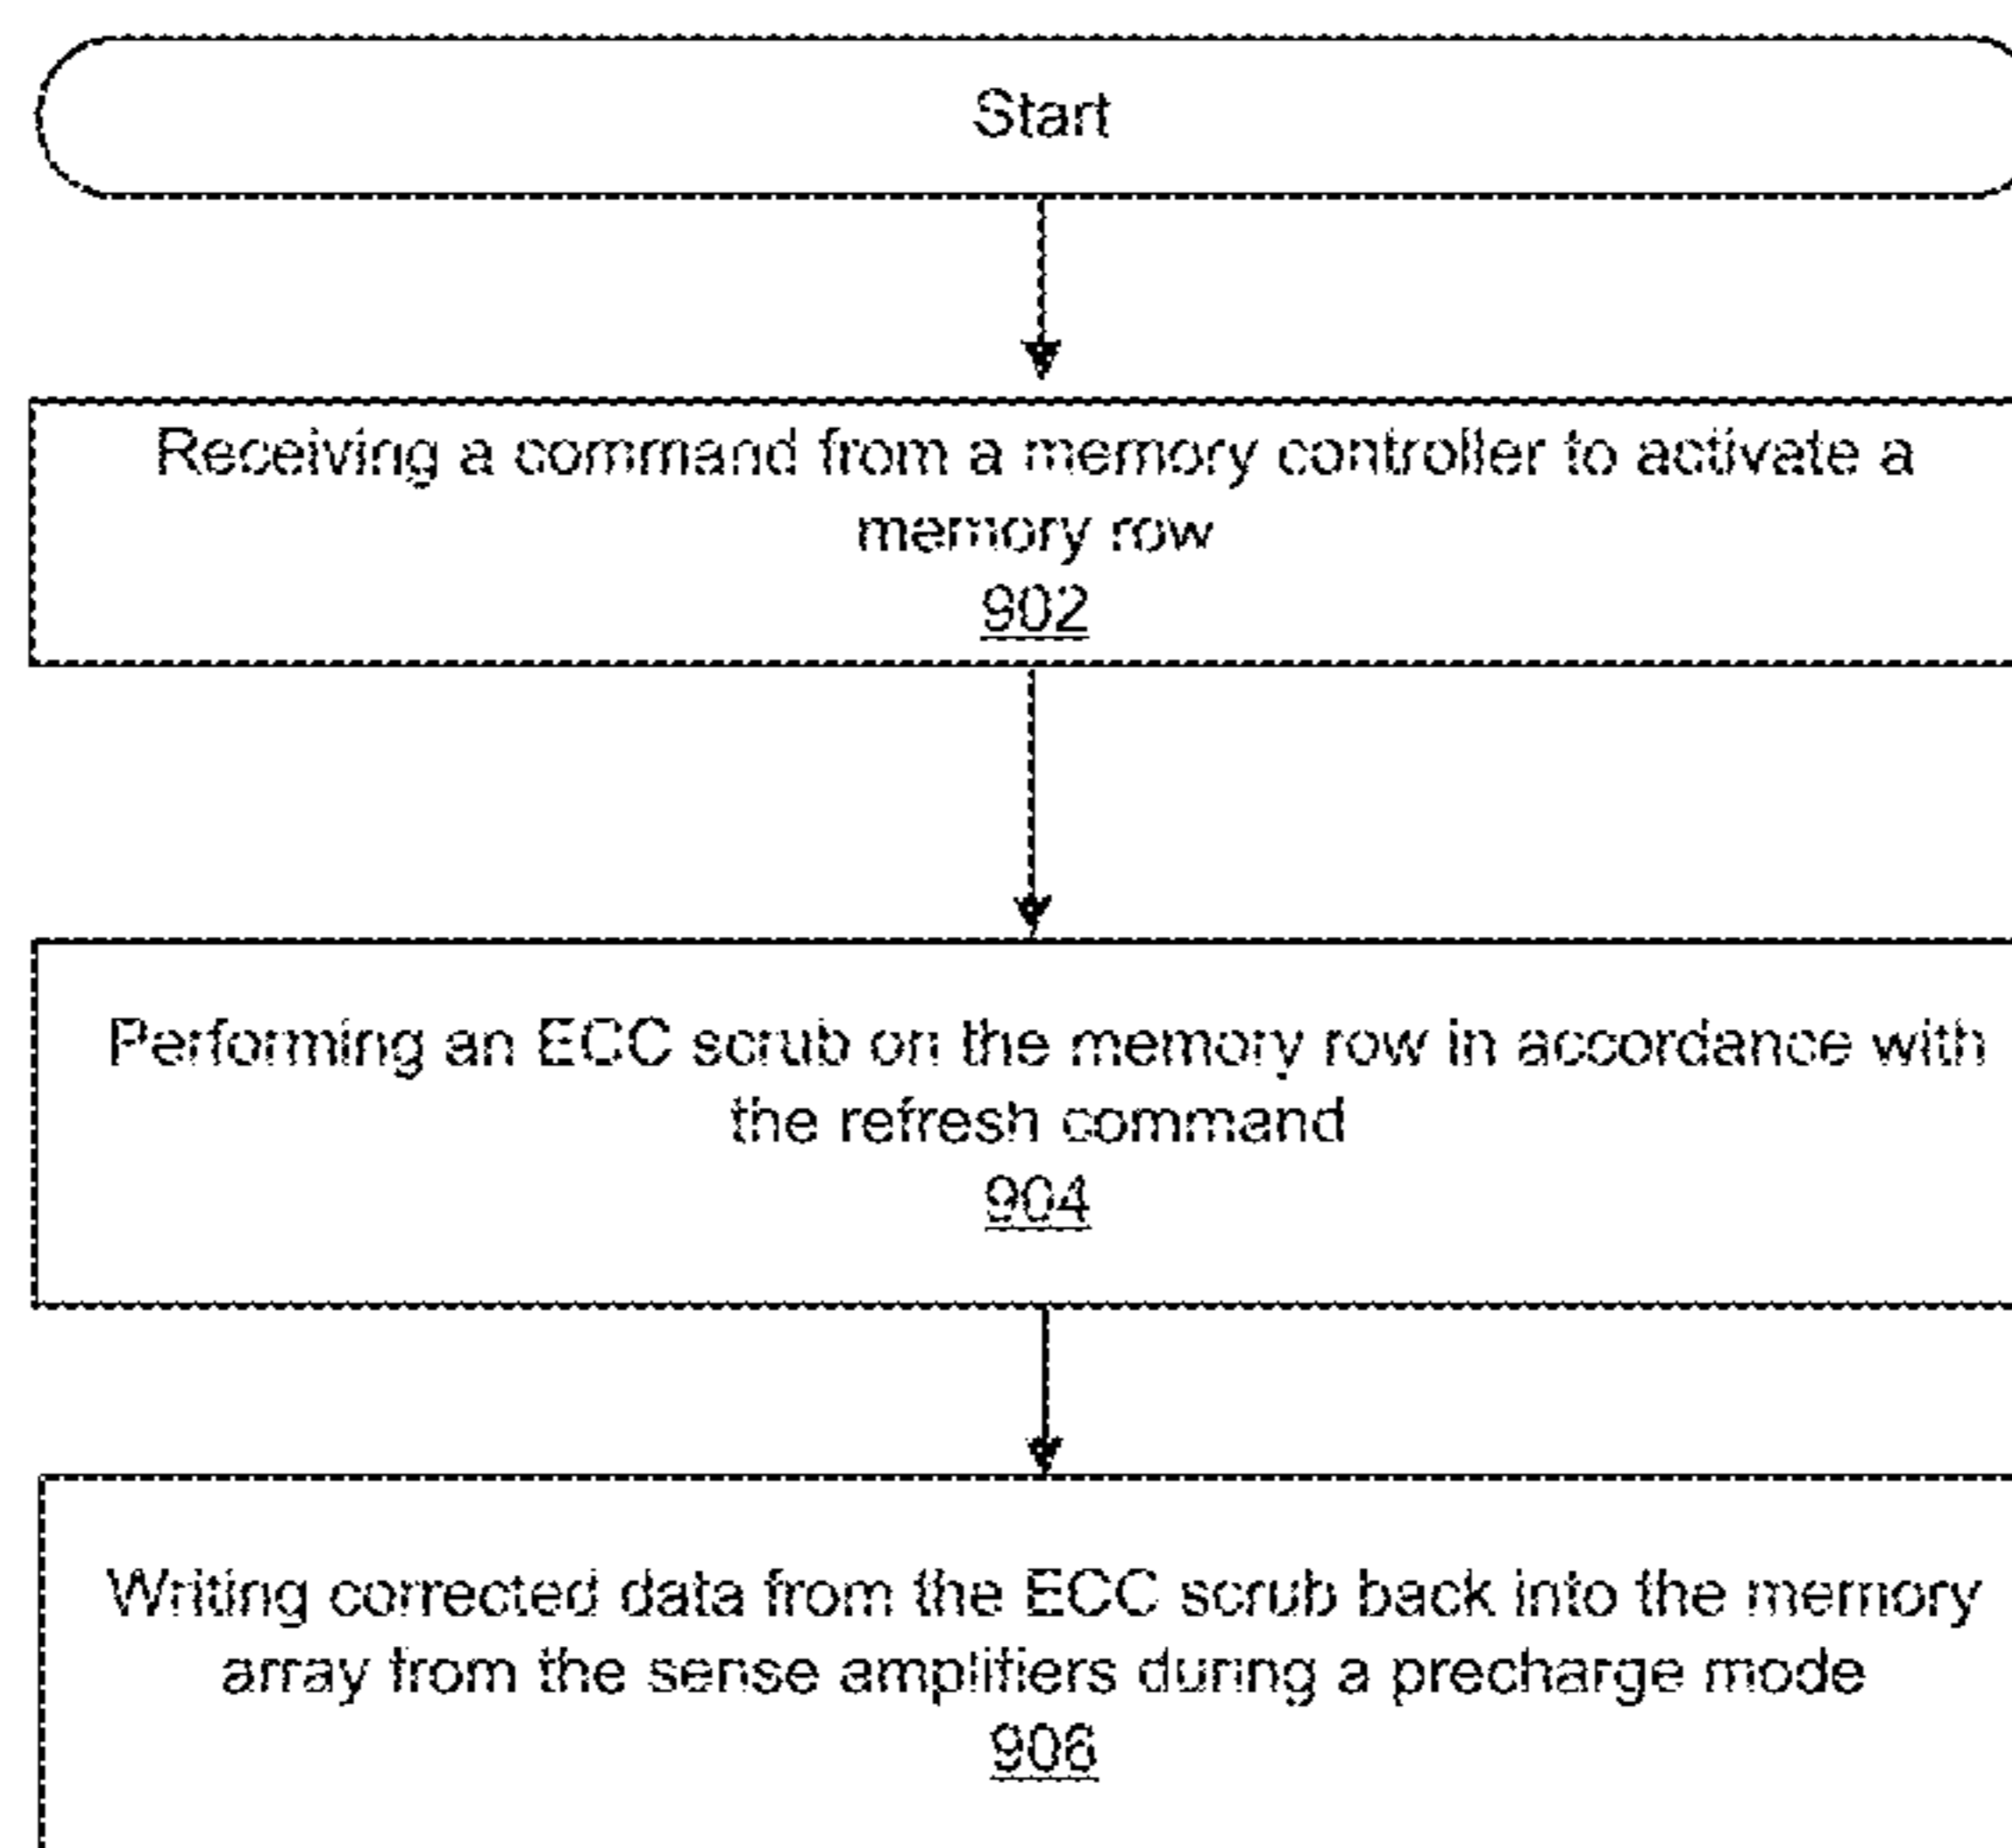 Start
Receiving a command from a memory controller to activate a
memory row
902
Performing an ECC scrub on the memory row in accordance with
the refresh command
904
Writing corrected data from the ECC scrub back into the memory
array from the sense amplifiers during a precharge mode
906